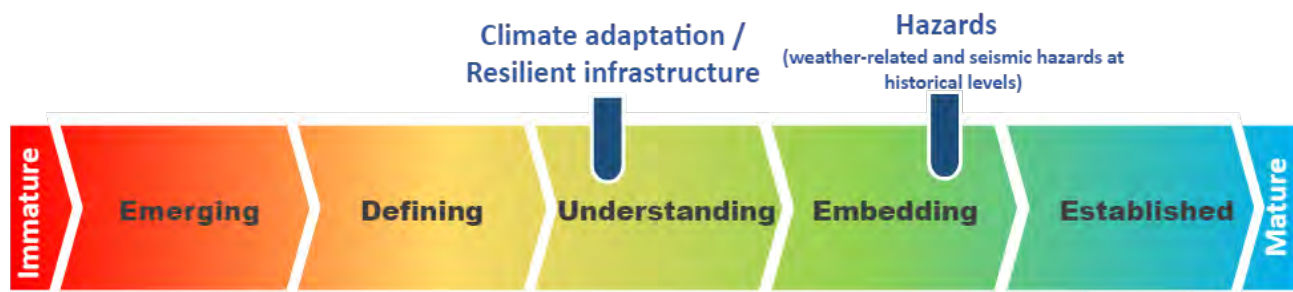 Climate adaptation /
Resilient infrastructure
Hazards
(weather-related and seismic hazards at
historical levels)
Immature
Emerging
Defining
Understanding
Embedding
Established
Mature